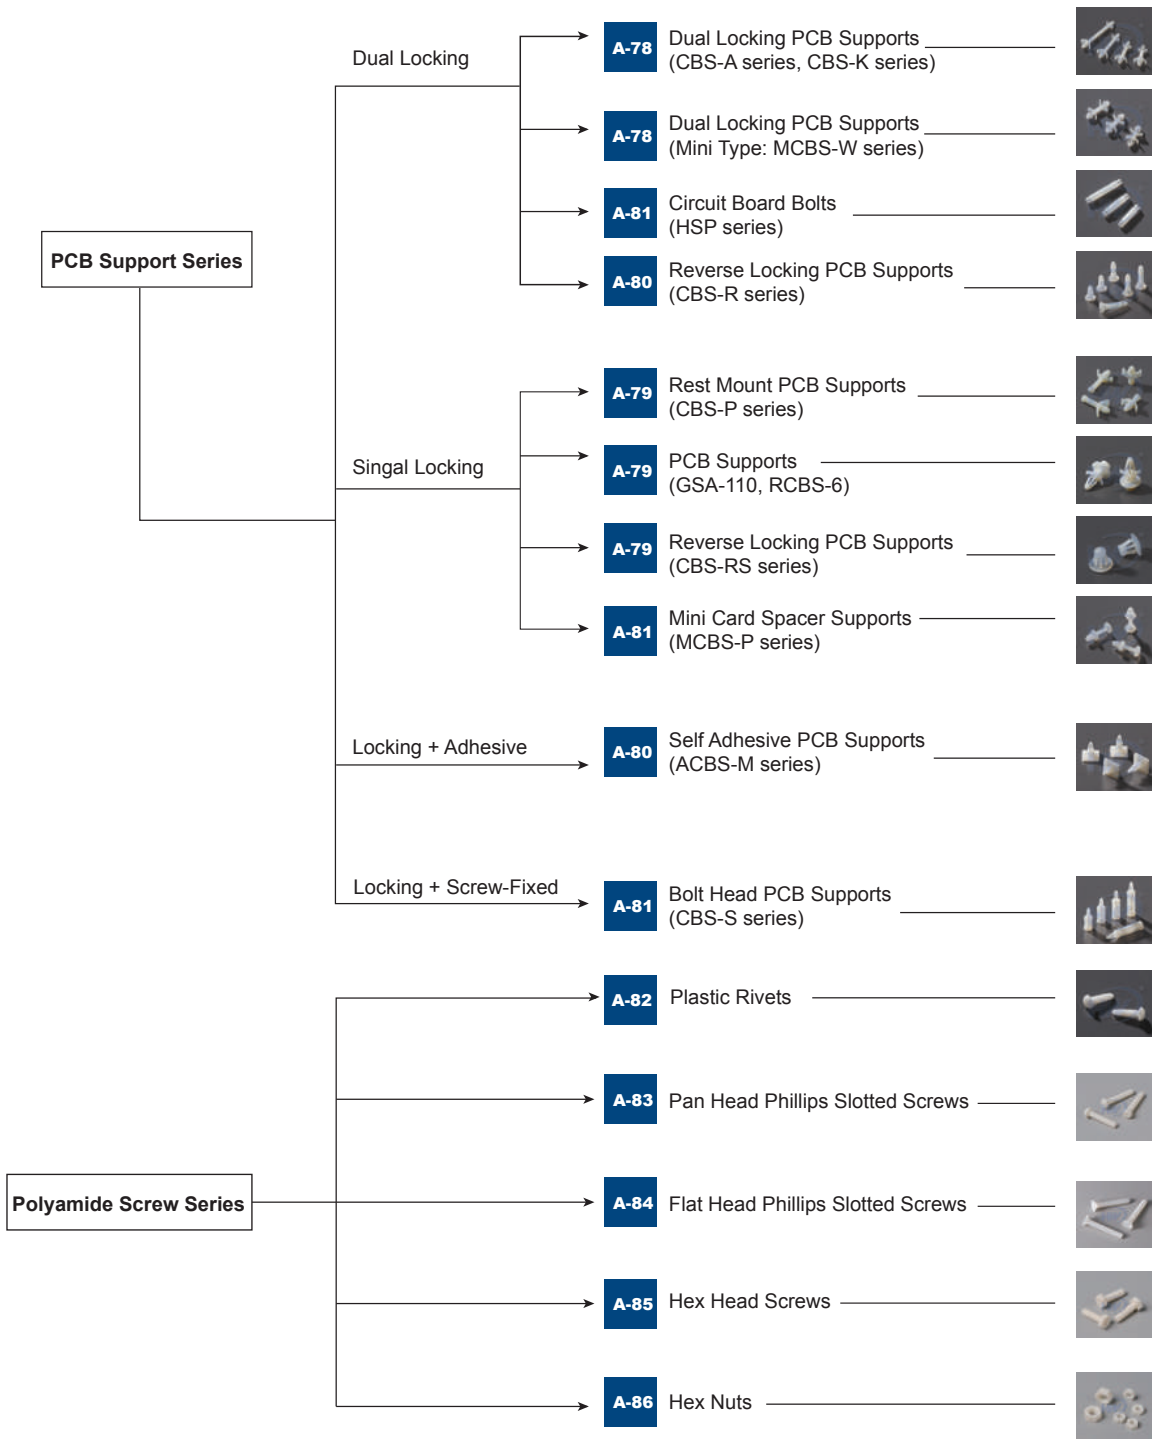 Dual Locking
A-78
Dual Locking PCB Supports
(CBS-A series, CBS-K series)
A-78
Dual Locking PCB Supports
(Mini Type: MCBS-W series)
A-81
Circuit Board Bolts
(HSP series)
PCB Support Series
A-80
Reverse Locking PCB Supports
(CBS-R series)
Singal Locking
A-79
Rest Mount PCB Supports
(CBS-P series)
A-79
PCB Supports
(GSA-110, RCBS-6)
A-79
Reverse Locking PCB Supports
(CBS-RS series)
A-81
Mini Card Spacer Supports
(MCBS-P series)
Locking + Adhesive
A-80
Self Adhesive PCB Supports
(ACBS-M series)
Locking + Screw-Fixed
A-81
Bolt Head PCB Supports
(CBS-S series)
A-82
Plastic Rivets
A-83
Pan Head Phillips Slotted Screws
Polyamide Screw Series
A-84
Flat Head Phillips Slotted Screws
A-85
Hex Head Screws
A-86
Hex Nuts